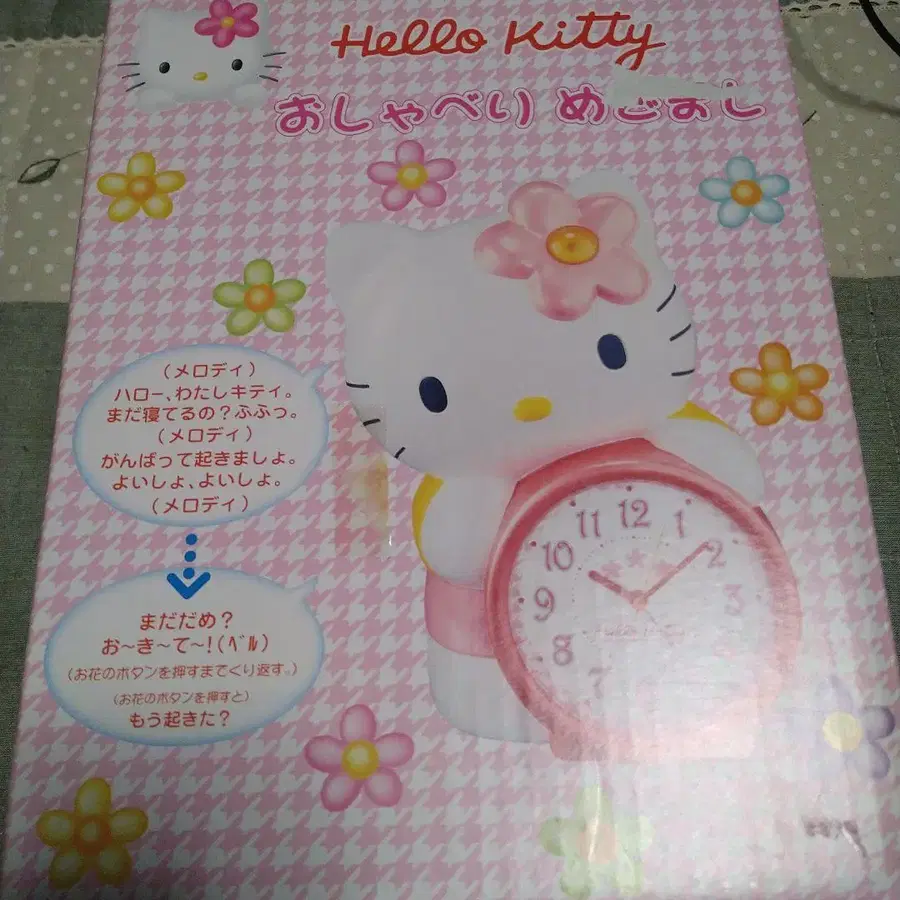 Hello Kitty
おしゃべり めざまし
(メロディ)
ハロー、わたしキティ。
まだ寝てるの?ふふっ。
(メロディ)
がんばって起きましょ。
よいしょ、よいしょ。
(メロディ)
まだだめ?
お〜き〜て〜!(ベル)
(お花のボタンを押すまでくり返す。)
(お花のボタンを押すと)
もう起きた?
11 12 1
10 2
9 3
8
7